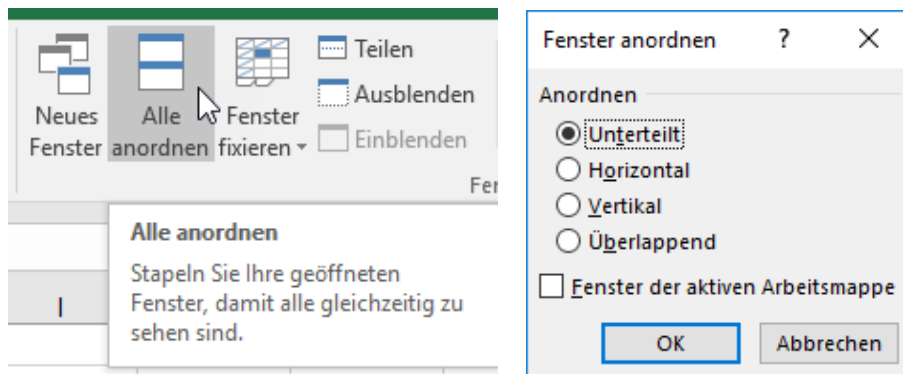 Neues
Fenster
Alle
anordnen
Fenster
fixieren
Teilen
Ausblenden
Einblenden
Alle anordnen
Stapeln Sie Ihre geöffneten
Fenster, damit alle gleichzeitig zu
sehen sind.
I
Fenster anordnen ? ×
Anordnen
Unterteilt
Horizontal
Vertikal
Überlappend
Fenster der aktiven Arbeitsmappe
OK Abbrechen